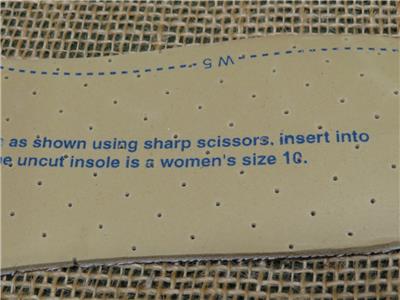 W 5
as shown using sharp scissors, insert into
uncut insole is a women's size 10.